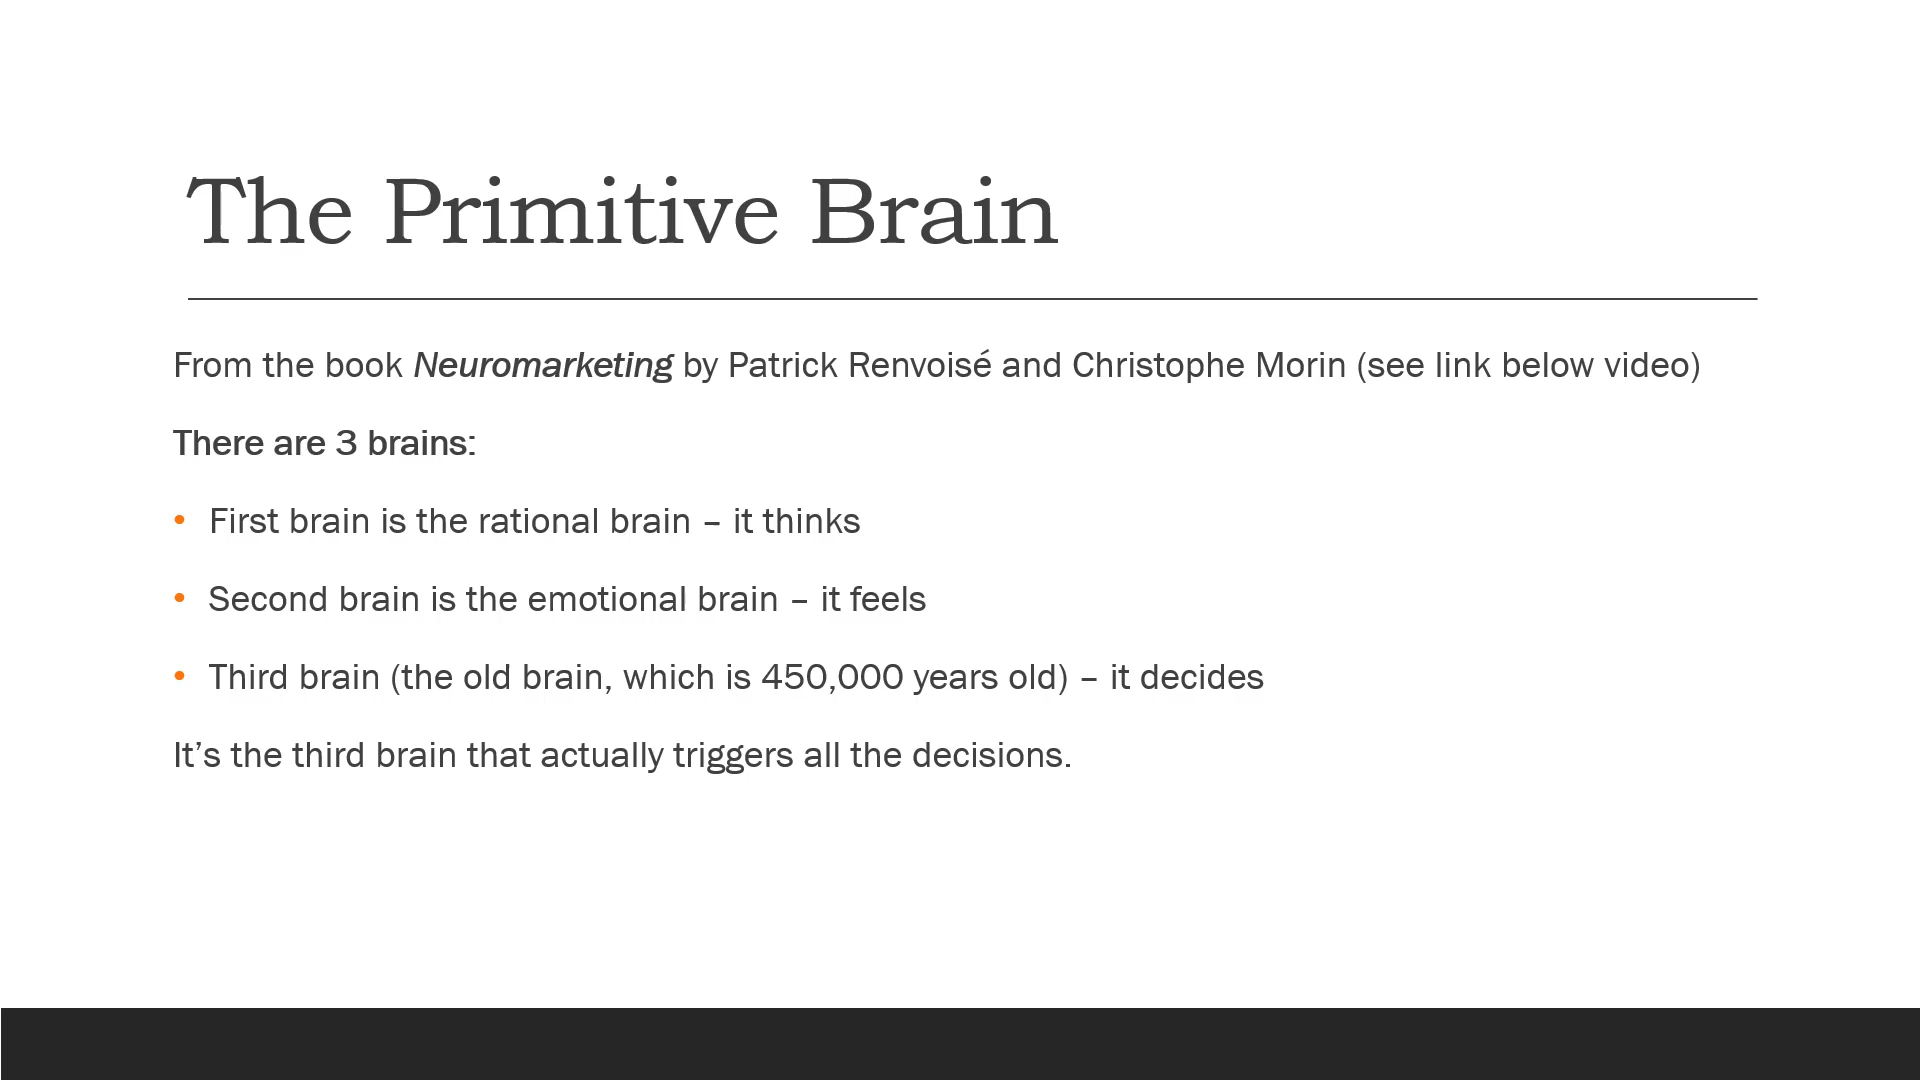 The Primitive Brain
From the book Neuromarketing by Patrick Renvoisé and Christophe Morin (see link below video)
There are 3 brains:
• First brain is the rational brain – it thinks
• Second brain is the emotional brain – it feels
• Third brain (the old brain, which is 450,000 years old) – it decides
It’s the third brain that actually triggers all the decisions.